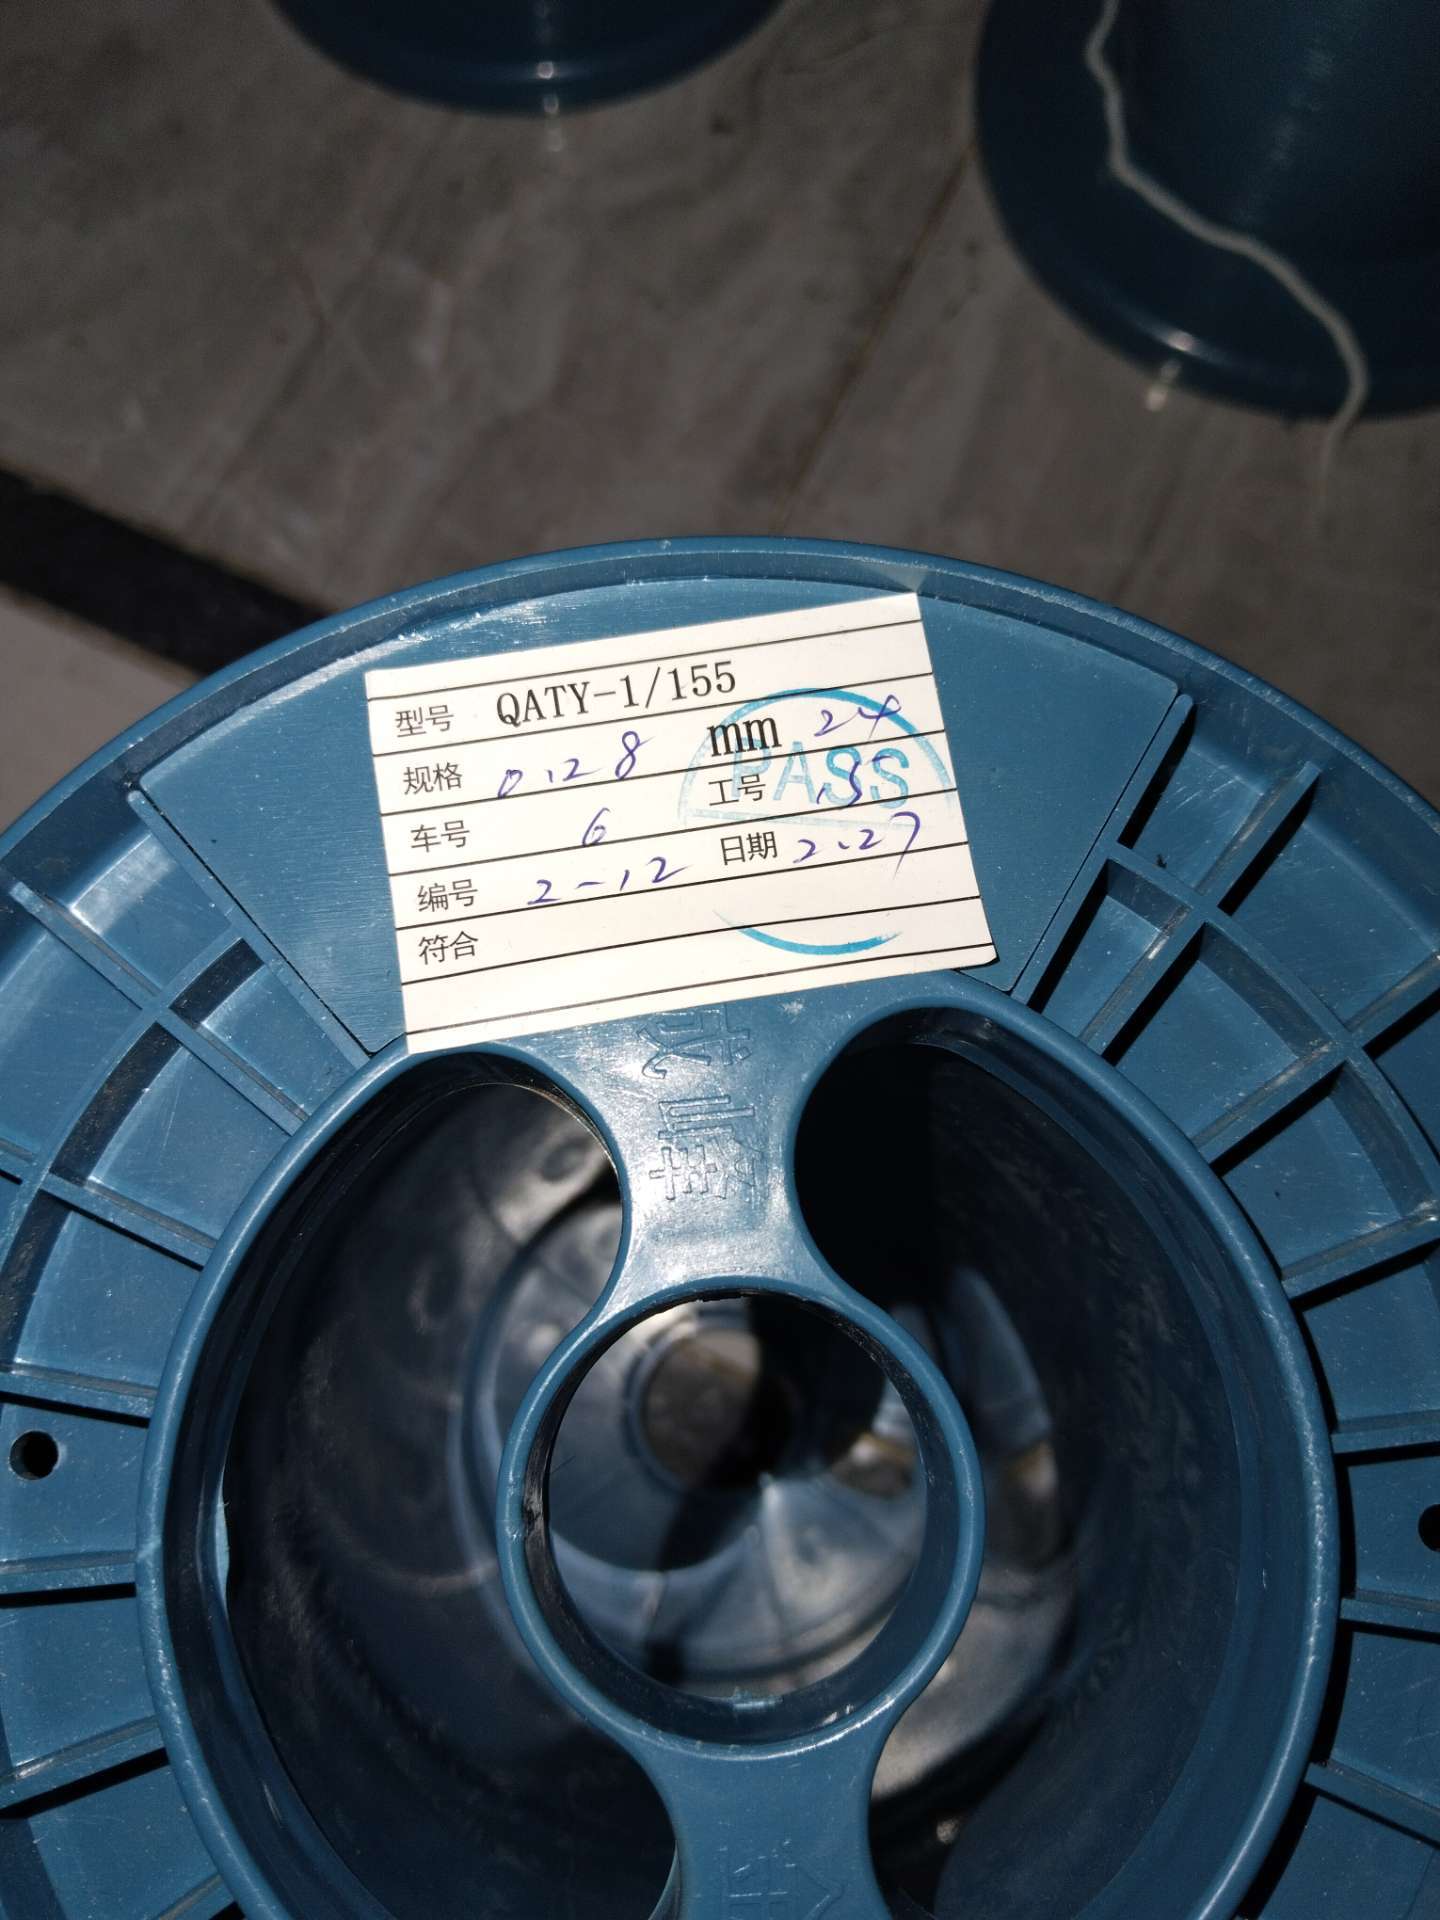 型号 QATY-1/155
规格 0.128 mm 24
车号 6 工号 13
编号 2-12 日期 2.27
符合
PASS